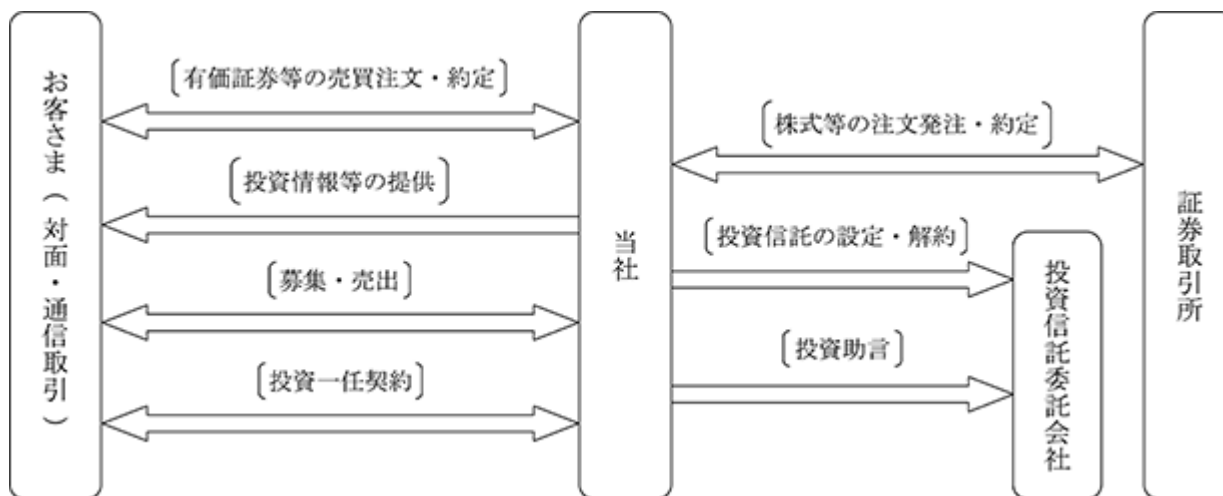 お客さま（対面・通信取引）
〔有価証券等の売買注文・約定〕
〔投資情報等の提供〕
〔募集・売出〕
〔投資一任契約〕
当社
〔株式等の注文発注・約定〕
〔投資信託の設定・解約〕
〔投資助言〕
投資信託委託会社
証券取引所